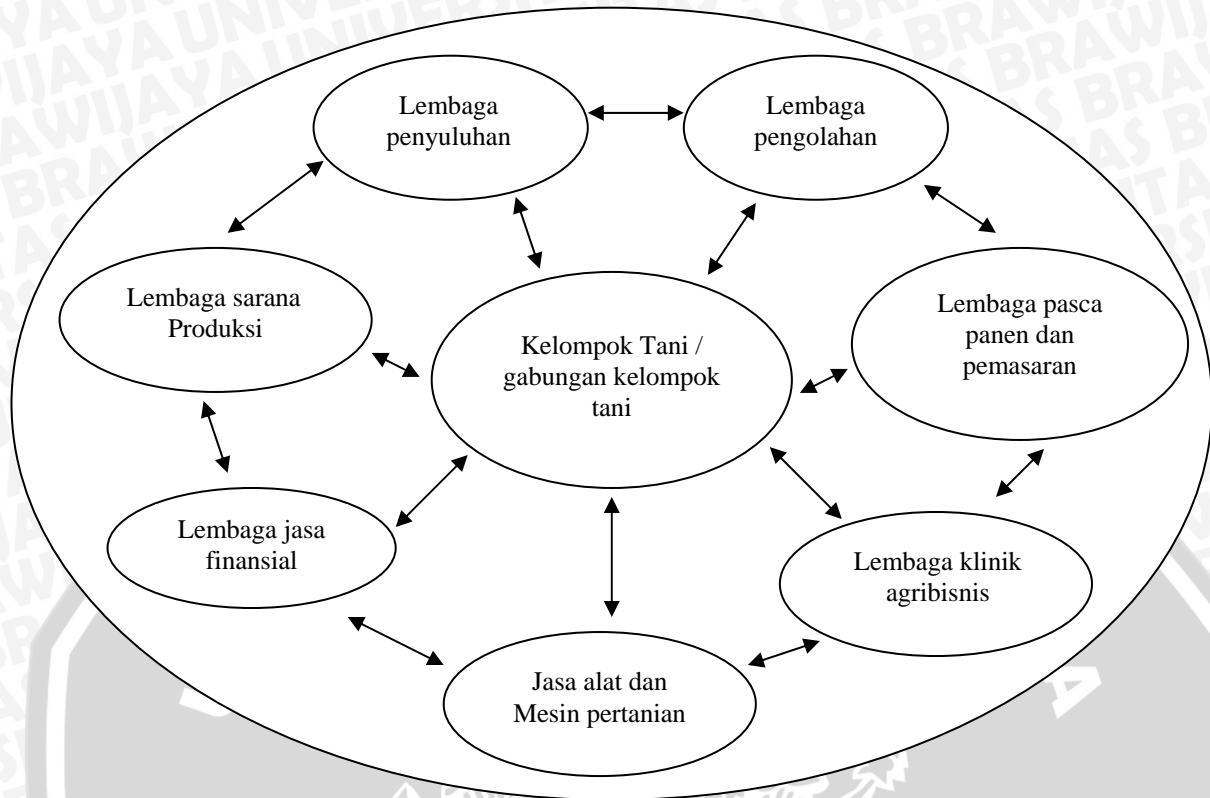 Lembaga
penyuluhan
Lembaga
pengolahan
Lembaga sarana
Produksi
Kelompok Tani /
gabungan kelompok
tani
Lembaga pasca
panen dan
pemasaran
Lembaga jasa
finansial
Lembaga klinik
agribisnis
Jasa alat dan
Mesin pertanian